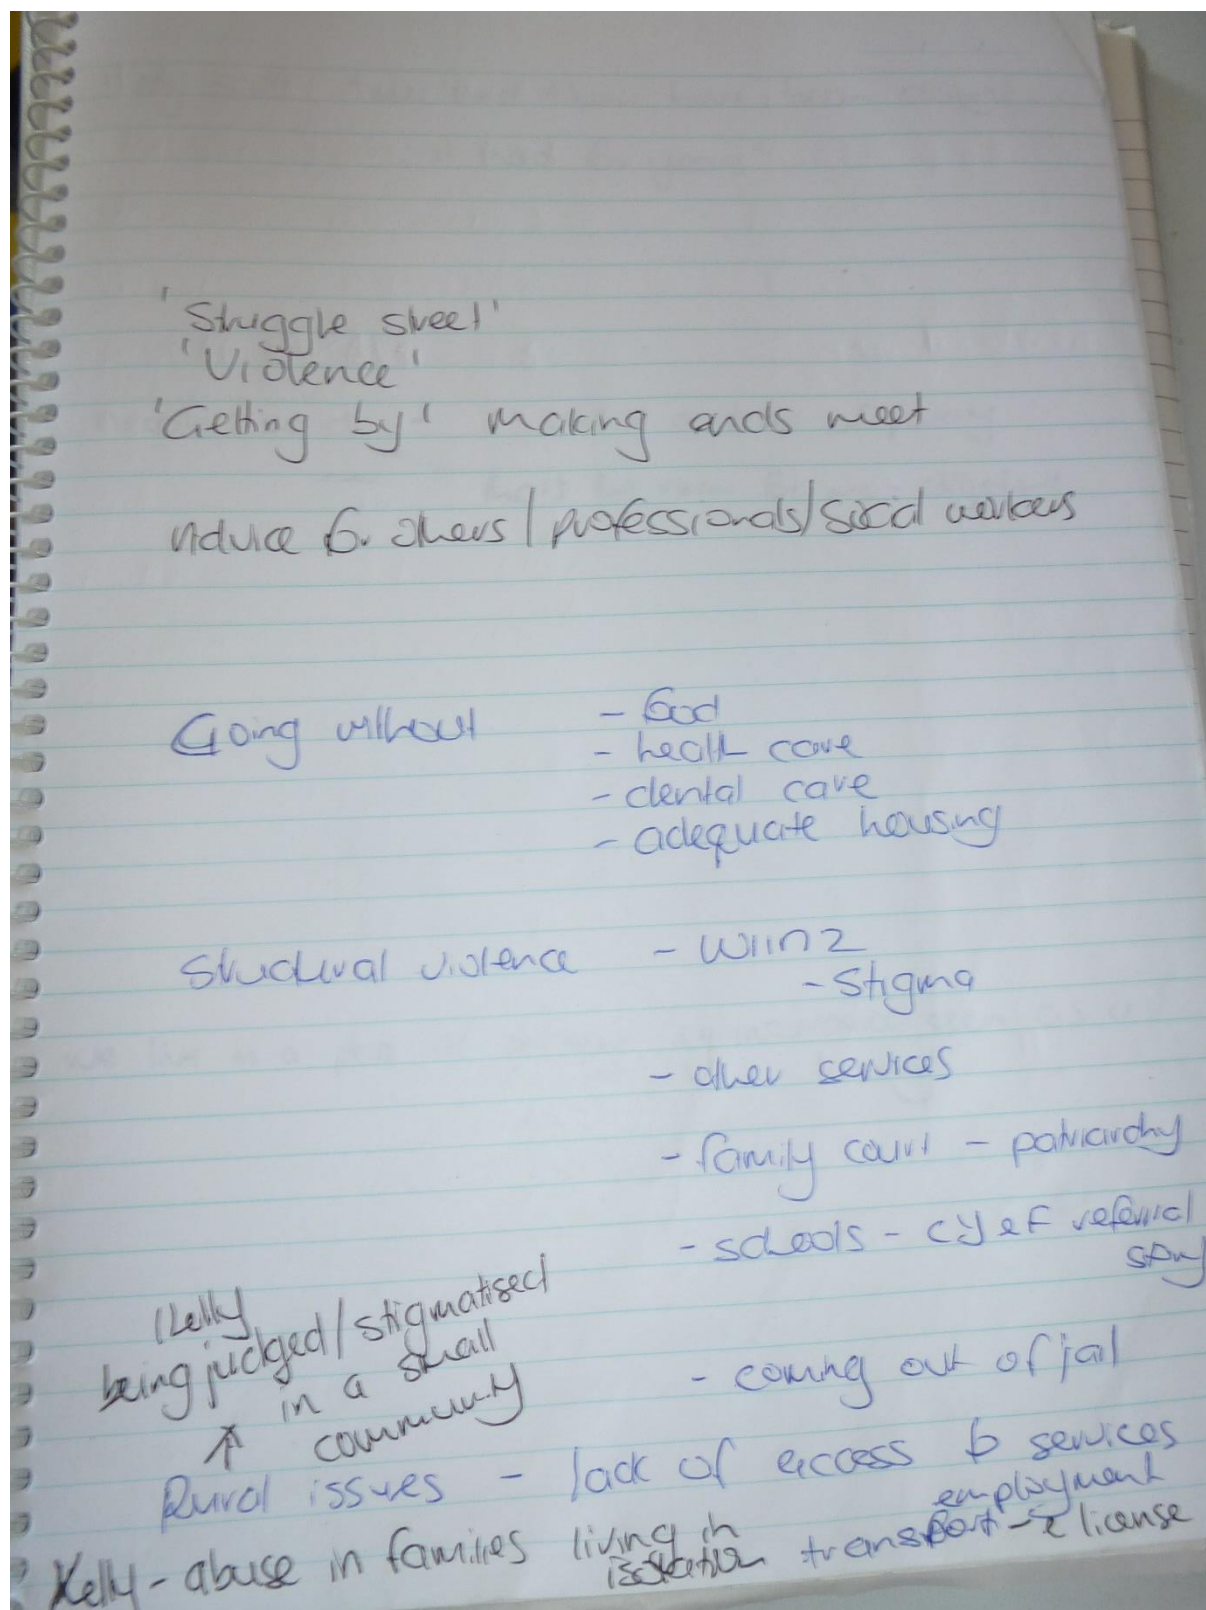 'Struggle street'
'Violence'
'Getting by' making ends meet
Advice for others / professionals / social workers
Going without - food
- health care
- dental care
- adequate housing
Structural violence - WINZ
- stigma
- other services
- family court - patriarchy
- schools - CYF referral
story
Kelly
being judged / stigmatised
in a small
community
- coming out of jail
Rural issues - lack of access to services
employment
transport - license
Kelly - abuse in families living in
isolation